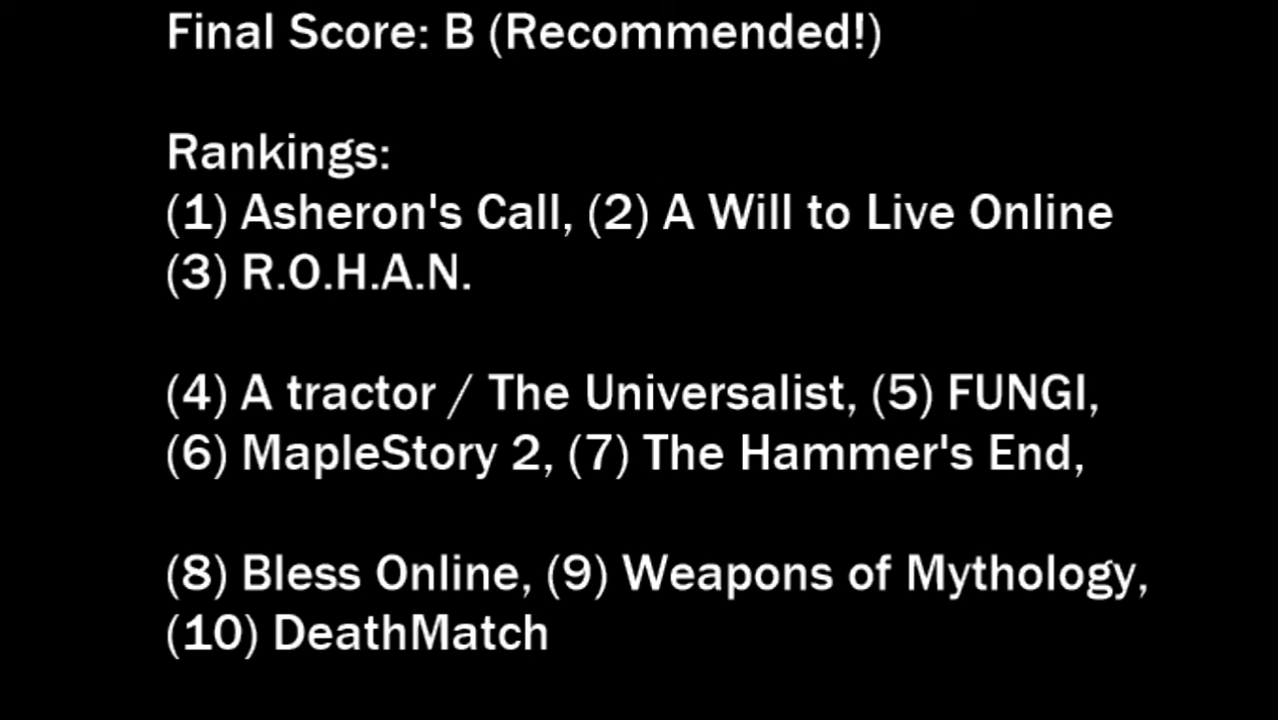 Final Score: B (Recommended!)
Rankings:
(1) Asheron's Call, (2) A Will to Live Online
(3) R.O.H.A.N.
(4) A tractor / The Universalist, (5) FUNGI,
(6) MapleStory 2, (7) The Hammer's End,
(8) Bless Online, (9) Weapons of Mythology,
(10) DeathMatch